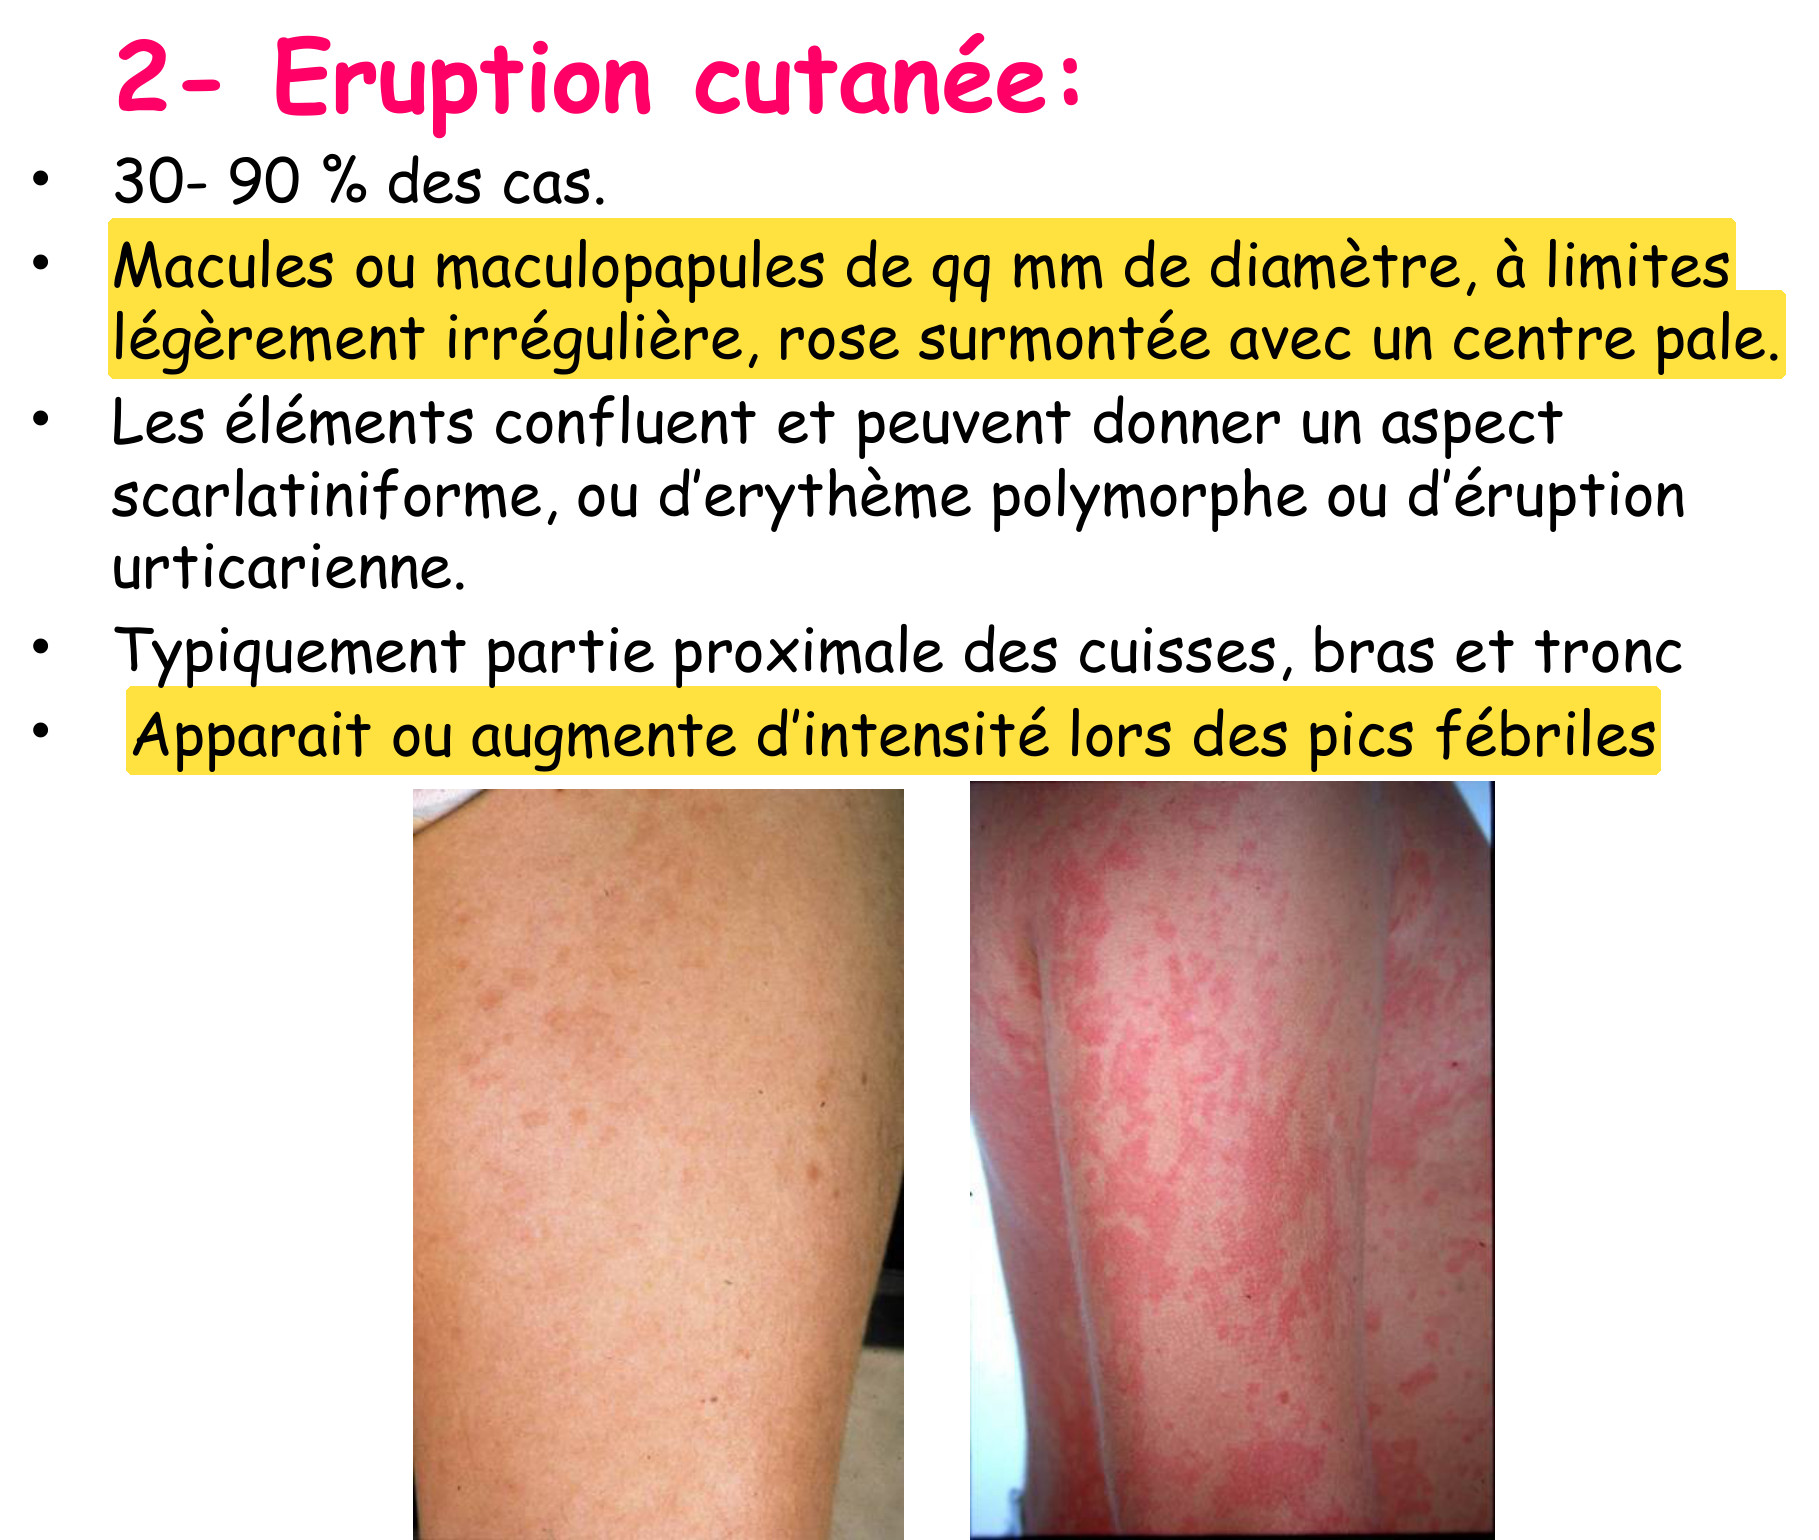 2- Eruption cutanée:
• 30- 90 % des cas.
• Macules ou maculopapules de qq mm de diamètre, à limites
légèrement irrégulière, rose surmontée avec un centre pale.
• Les éléments confluent et peuvent donner un aspect
scarlatiniforme, ou d’erythème polymorphe ou d’éruption
urticarienne.
• Typiquement partie proximale des cuisses, bras et tronc
• Apparait ou augmente d’intensité lors des pics fébriles